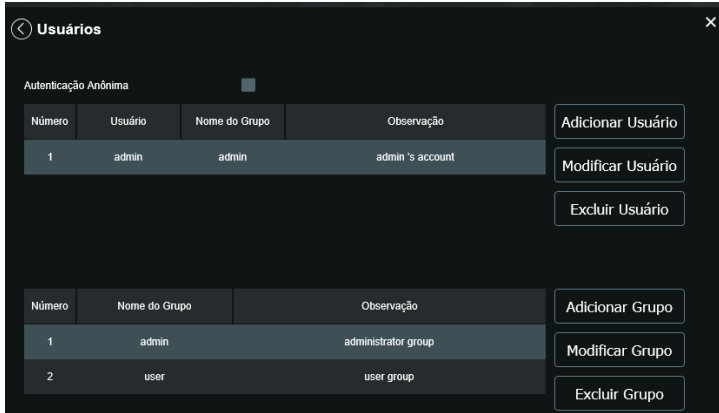 Usuários
Autenticação Anônima
Número Usuário Nome do Grupo Observação
1 admin admin admin 's account
Adicionar Usuário
Modificar Usuário
Excluir Usuário
Número Nome do Grupo Observação
1 admin administrator group
2 user user group
Adicionar Grupo
Modificar Grupo
Excluir Grupo